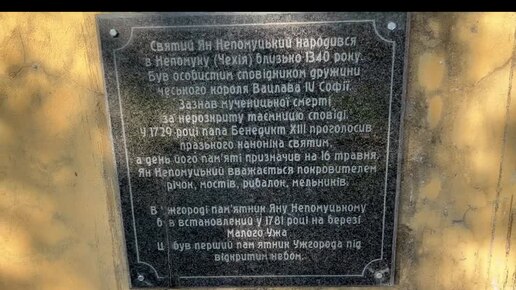 Святий Ян Непомуцький народився
в Непомуку (Чехія) близько 1340 року.
Був особистим сповідником дружини
чеського короля Вацлава IV Софії.
Зазнав мученицької смерті
за нерозкриту таємницю сповіді.
У 1729 році папа Бенедикт XIII проголосив
празького каноніка святим,
а день його пам'яті призначив на 16 травня.
Ян Непомуцький вважається покровителем
річок, мостів, рибалок, мельників.
В жгороді пам'ятник Яну Непомуцькому
б в встановлений у 1781 році на березі
Малого Ужа
Ц був перший пам ятник Ужгорода під
відкритим небом.